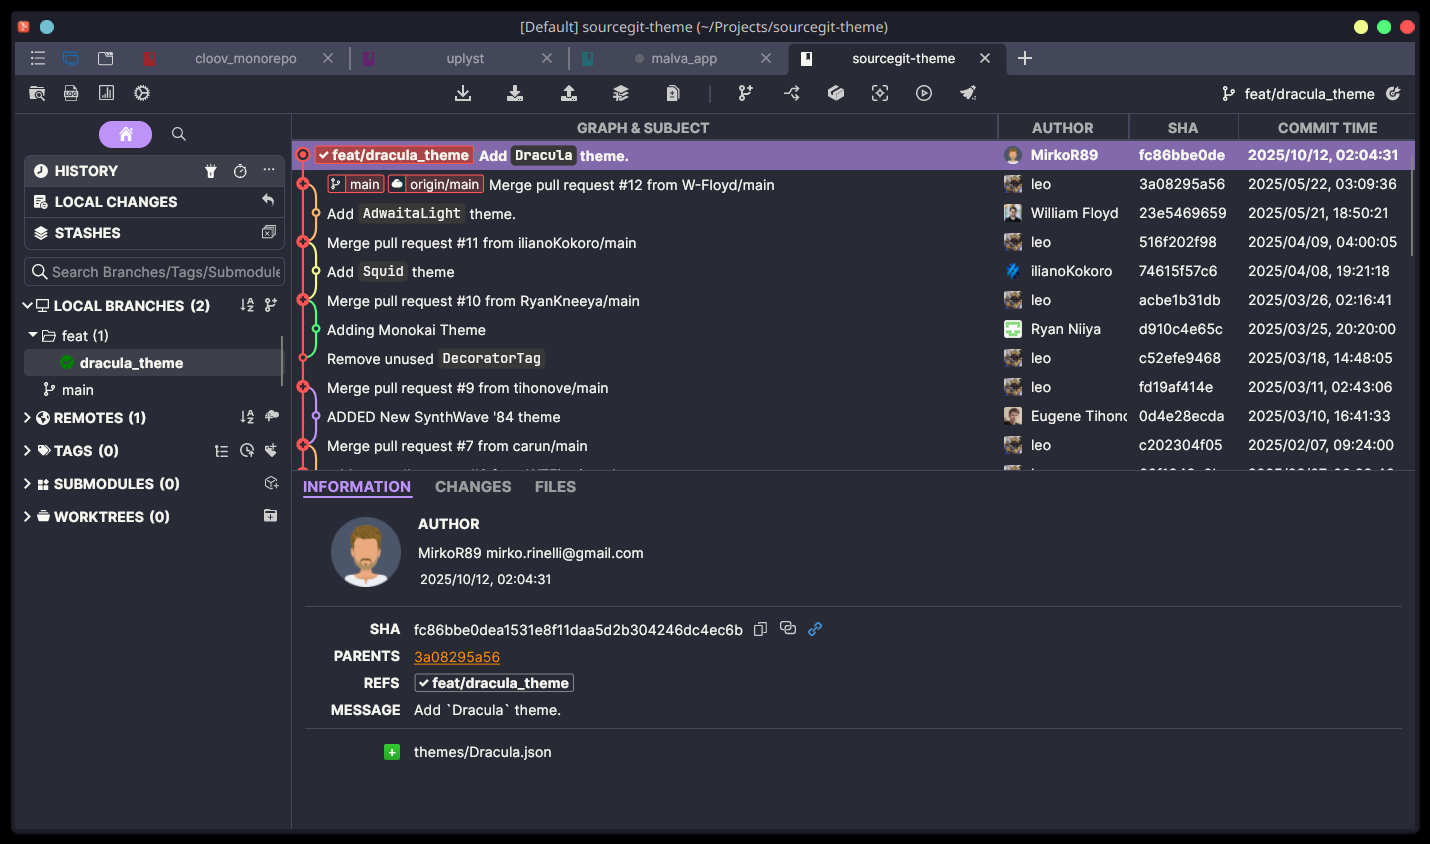 [Default] sourcegit-theme (~/Projects/sourcegit-theme)
cloov_monorepo
uplyst
malva_app
sourcegit-theme
LOG
feat/dracula_theme
GRAPH & SUBJECT AUTHOR SHA COMMIT TIME
feat/dracula_theme Add Dracula theme. MirkoR89 fc86bbe0de 2025/10/12, 02:04:31
main origin/main Merge pull request #12 from W-Floyd/main leo 3a08295a56 2025/05/22, 03:09:36
Add AdwaitaLight theme. William Floyd 23e5469659 2025/05/21, 18:50:21
Merge pull request #11 from ilianoKokoro/main leo 516f202f98 2025/04/09, 04:00:05
Add Squid theme ilianoKokoro 74615f57c6 2025/04/08, 19:21:18
Merge pull request #10 from RyanKneeya/main leo acbe1b31db 2025/03/26, 02:16:41
Adding Monokai Theme Ryan Niiya d910c4e65c 2025/03/25, 20:20:00
Remove unused DecoratorTag leo c52efe9468 2025/03/18, 14:48:05
Merge pull request #9 from tihonove/main leo fd19af414e 2025/03/11, 02:43:06
ADDED New SynthWave '84 theme Eugene Tihono 0d4e28ecda 2025/03/10, 16:41:33
Merge pull request #7 from carun/main leo c202304f05 2025/02/07, 09:24:00
HISTORY
LOCAL CHANGES
STASHES
Search Branches/Tags/Submodule
LOCAL BRANCHES (2)
feat (1)
dracula_theme
main
REMOTES (1)
TAGS (0)
SUBMODULES (0)
WORKTREES (0)
INFORMATION CHANGES FILES
AUTHOR
MirkoR89 mirko.rinelli@gmail.com
2025/10/12, 02:04:31
SHA fc86bbe0dea1531e8f11daa5d2b304246dc4ec6b
PARENTS 3a08295a56
REFS feat/dracula_theme
MESSAGE Add `Dracula` theme.
themes/Dracula.json